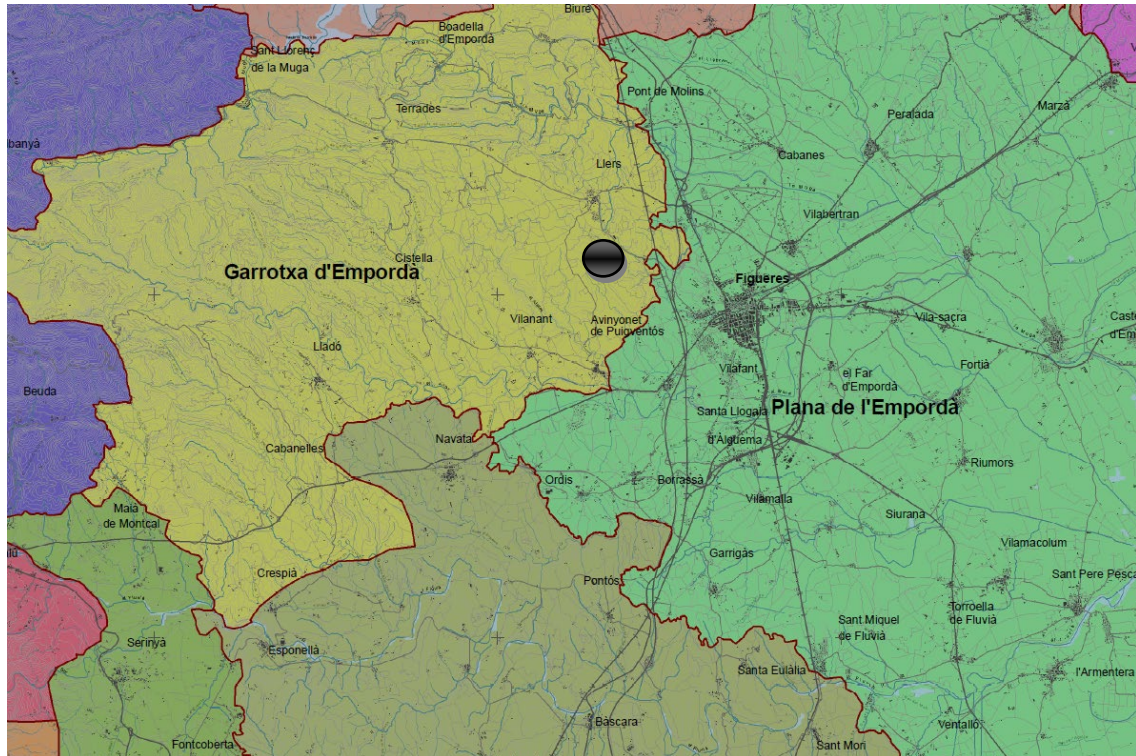 Biure
Boadella
d'Empordà
Sant Llorenç
de la Muga
Pont de Molins
Terrades
Marzà
Peralada
Cabanes
Llers
Vilabertran
Cistella
Garrotxa d'Empordà
Figueres
Vilanant
Avinyonet
de Puigventós
Vila-sacra
Lladó
Fortià
Vilafant
el Far
d'Empordà
Beuda
Plana de l'Empordà
Santa Llogaia
d'Àlguema
Navata
Cabanelles
Riumors
Ordis
Borrassà
Vilamalla
Siurana
Maià
de Montcal
Vilamacolum
Garrigàs
Crespià
Pontós
Sant Pere Pesca
Torroella
de Fluvià
Sant Miquel
de Fluvià
Serinyà
Esponellà
Santa Eulàlia
l'Armentera
Bàscara
Ventalló
Fontcoberta
Sant Mori